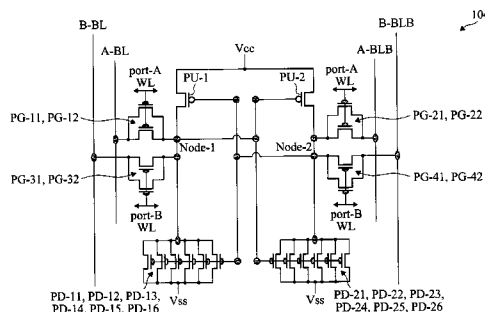 B-BL
A-BL
B-BLB
A-BLB
104
Vcc
PU-1
PU-2
port-A
WL
port-A
WL
PG-11, PG-12
PG-21, PG-22
Node-1
Node-2
PG-31, PG-32
PG-41, PG-42
port-B
WL
port-B
WL
Vss
Vss
PD-11, PD-12, PD-13,
PD-14, PD-15, PD-16
PD-21, PD-22, PD-23,
PD-24, PD-25, PD-26